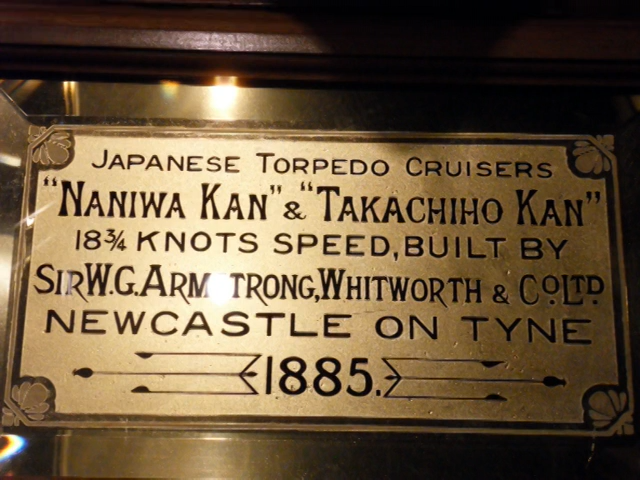 JAPANESE TORPEDO CRUISERS
"NANIWA KAN" & "TAKACHIHO KAN"
18¾ KNOTS SPEED, BUILT BY
SIR W.G. ARMSTRONG, WHITWORTH & CO. LTD
NEWCASTLE ON TYNE
1885.